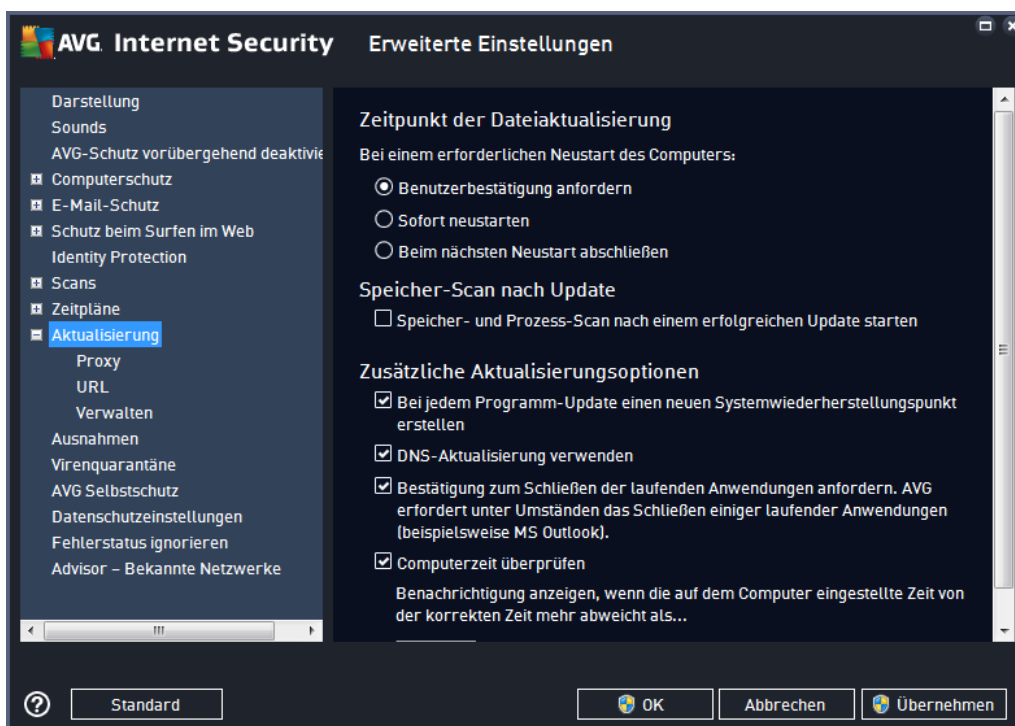 AVG. Internet Security
Erweiterte Einstellungen
Darstellung
Sounds
AVG-Schutz vorübergehend deaktivie
Computerschutz
E-Mail-Schutz
Schutz beim Surfen im Web
Identity Protection
Scans
Zeitpläne
Aktualisierung
Proxy
URL
Verwalten
Ausnahmen
Virenquarantäne
AVG Selbstschutz
Datenschutzeinstellungen
Fehlerstatus ignorieren
Advisor – Bekannte Netzwerke
Zeitpunkt der Dateiaktualisierung
Bei einem erforderlichen Neustart des Computers:
Benutzerbestätigung anfordern
Sofort neustarten
Beim nächsten Neustart abschließen
Speicher-Scan nach Update
Speicher- und Prozess-Scan nach einem erfolgreichen Update starten
Zusätzliche Aktualisierungsoptionen
Bei jedem Programm-Update einen neuen Systemwiederherstellungspunkt
erstellen
DNS-Aktualisierung verwenden
Bestätigung zum Schließen der laufenden Anwendungen anfordern. AVG
erfordert unter Umständen das Schließen einiger laufender Anwendungen
(beispielsweise MS Outlook).
Computerzeit überprüfen
Benachrichtigung anzeigen, wenn die auf dem Computer eingestellte Zeit von
der korrekten Zeit mehr abweicht als...
?
Standard
OK
Abbrechen
Übernehmen